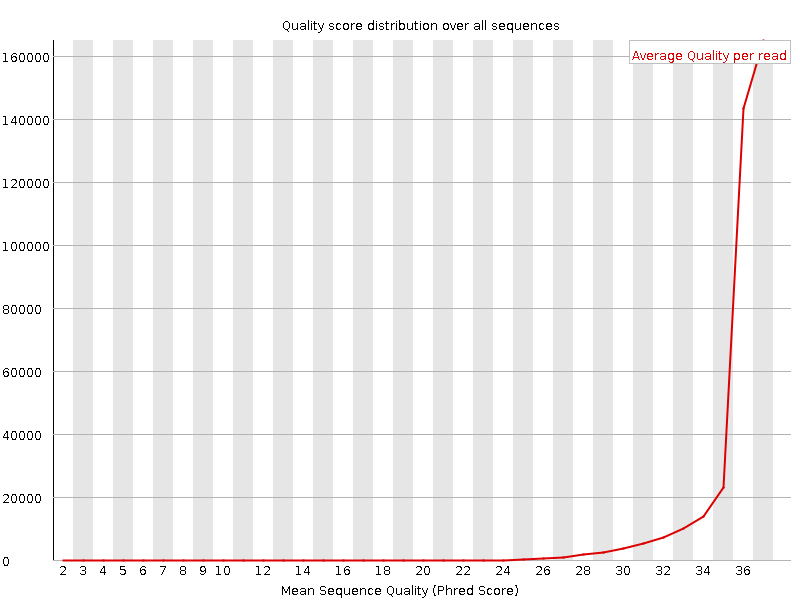 Quality score distribution over all sequences
Average Quality per read
160000
140000
120000
100000
80000
60000
40000
20000
0
2 3 4 5 6 7 8 9 10 12 14 16 18 20 22 24 26 28 30 32 34 36
Mean Sequence Quality (Phred Score)